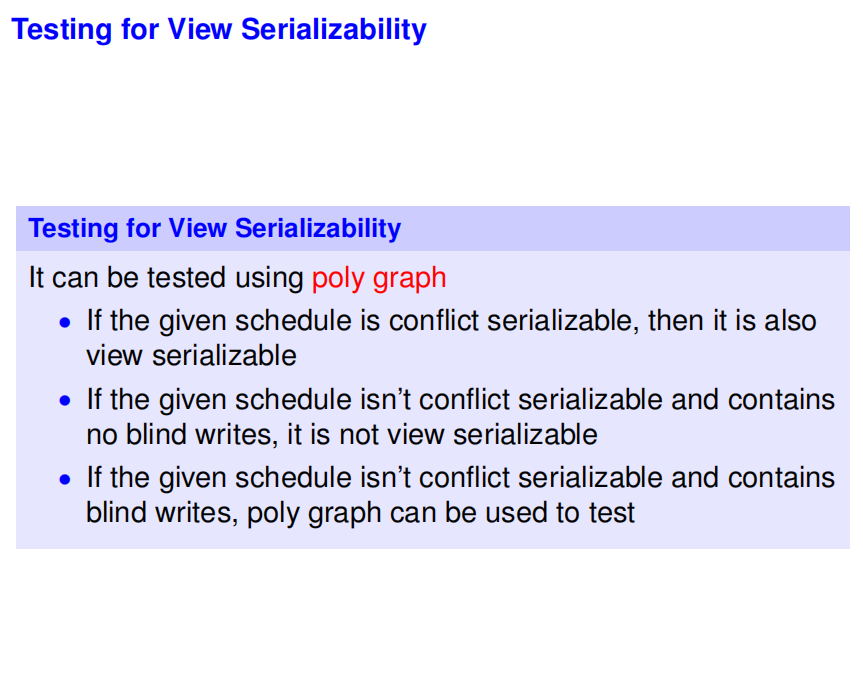 Testing for View Serializability
Testing for View Serializability
It can be tested using poly graph
• If the given schedule is conflict serializable, then it is also
view serializable
• If the given schedule isn't conflict serializable and contains
no blind writes, it is not view serializable
• If the given schedule isn't conflict serializable and contains
blind writes, poly graph can be used to test